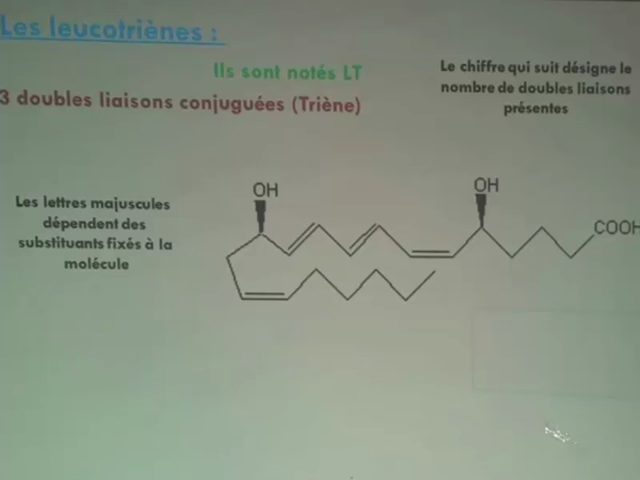 Les leucotriènes :
Ils sont notés LT
3 doubles liaisons conjuguées (Triène)
Le chiffre qui suit désigne le
nombre de doubles liaisons
présentes
Les lettres majuscules
dépendent des
substituants fixés à la
molécule
OH
OH
COOH